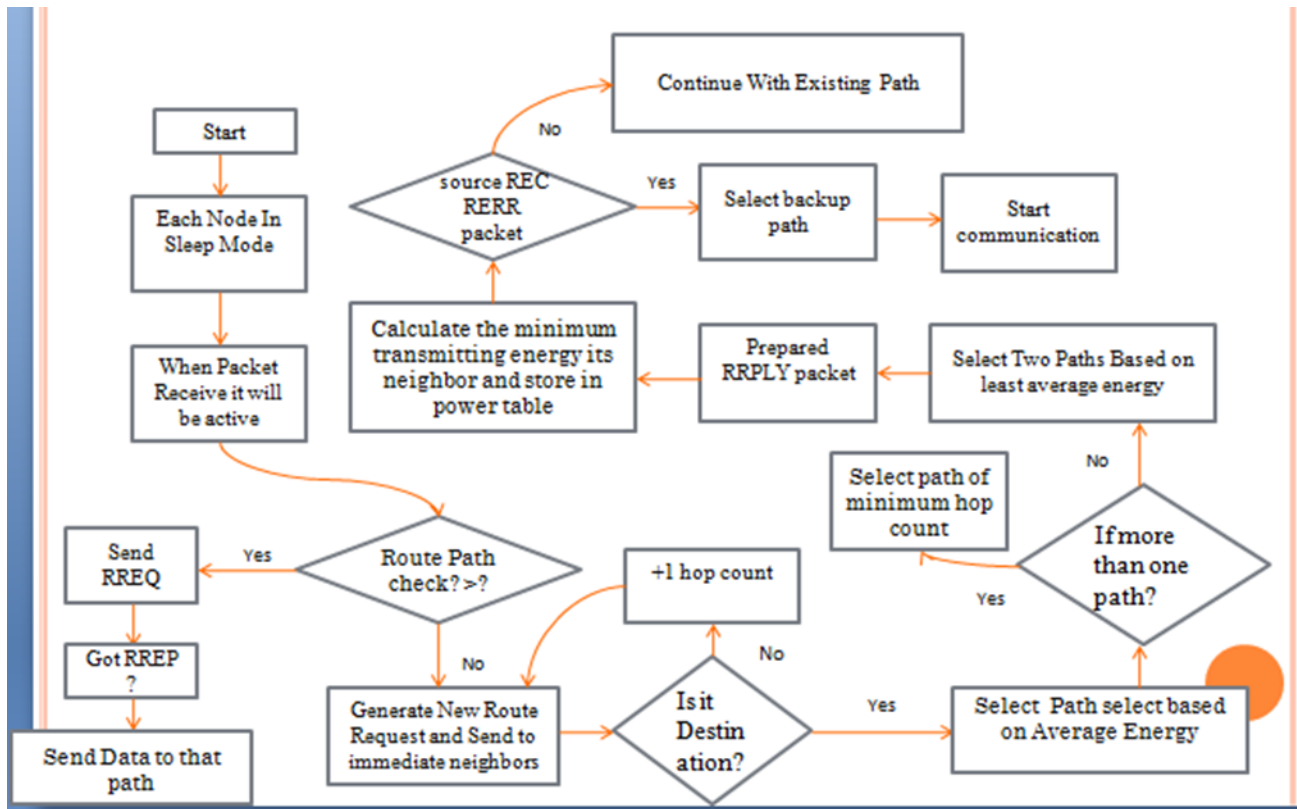 Start
Each Node In
Sleep Mode
When Packet
Receive it will
be active
Route Path
check? >?
Yes
Send
RREQ
Got RREP
?
Send Data to that
path
No
Generate New Route
Request and Send to
immediate neighbors
Is it
Destin
ation?
No
+1 hop count
Yes
Select Path select based
on Average Energy
If more
than one
path?
Yes
Select path of
minimum hop
count
No
Select Two Paths Based on
least average energy
Prepared
RRPLY packet
Calculate the minimum
transmitting energy its
neighbor and store in
power table
source REC
RERR
packet
No
Continue With Existing Path
Yes
Select backup
path
Start
communication